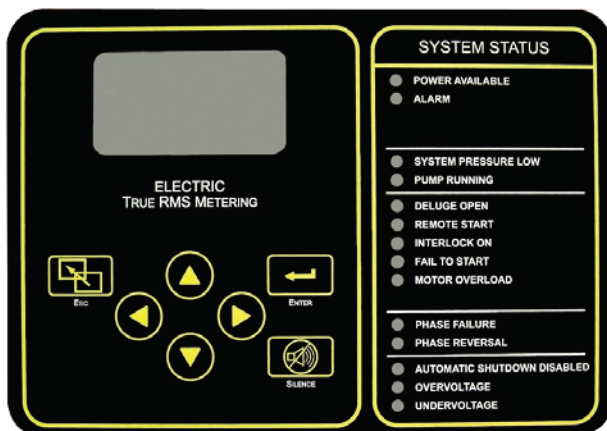 ELECTRIC
TRUE RMS METERING
ESC
ENTER
SILENCE
SYSTEM STATUS
POWER AVAILABLE
ALARM
SYSTEM PRESSURE LOW
PUMP RUNNING
DELUGE OPEN
REMOTE START
INTERLOCK ON
FAIL TO START
MOTOR OVERLOAD
PHASE FAILURE
PHASE REVERSAL
AUTOMATIC SHUTDOWN DISABLED
OVERVOLTAGE
UNDERVOLTAGE